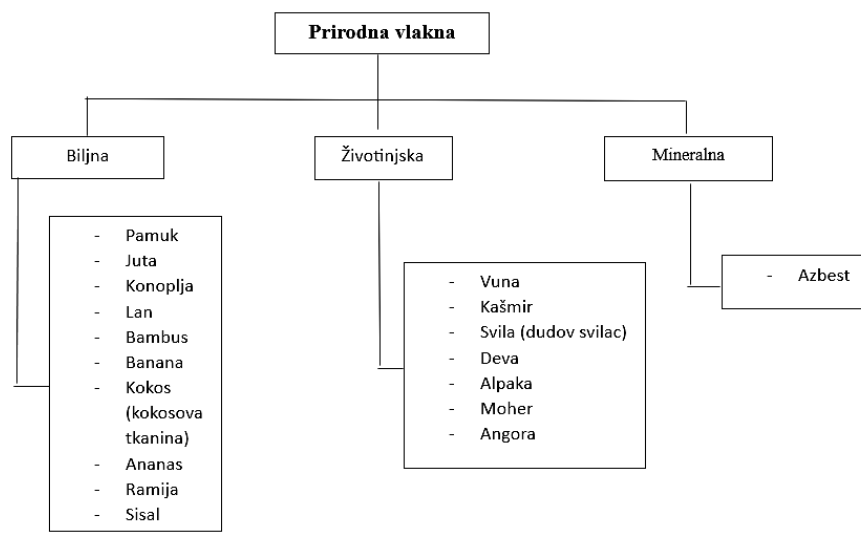 Prirodna vlakna
Biljna
Životinjska
Mineralna
- Pamuk
- Juta
- Konoplja
- Lan
- Bambus
- Banana
- Kokos
(kokosova
tkanina)
- Ananas
- Ramija
- Sisal
- Vuna
- Kašmir
- Svila (dudov svilac)
- Deva
- Alpaka
- Moher
- Angora
- Azbest